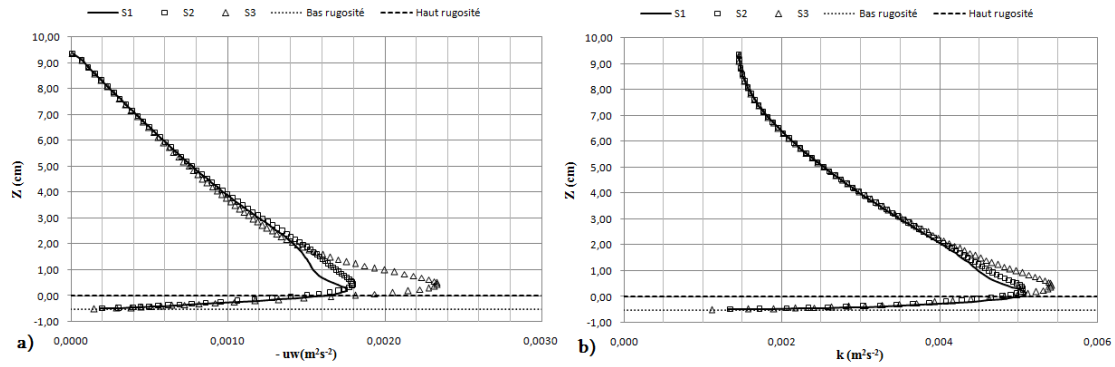 S1 S2 S3 Bas rugosité Haut rugosité
10,00
9,00
8,00
7,00
6,00
5,00
4,00
3,00
2,00
1,00
0,00
-1,00
Z (cm)
0,0000 0,0010 0,0020 0,0030
a)
- uw(m²s⁻²)
S1 S2 S3 Bas rugosité Haut rugosité
10,00
9,00
8,00
7,00
6,00
5,00
4,00
3,00
2,00
1,00
0,00
-1,00
Z (cm)
0,000 0,002 0,004 0,006
b)
k (m²s⁻²)